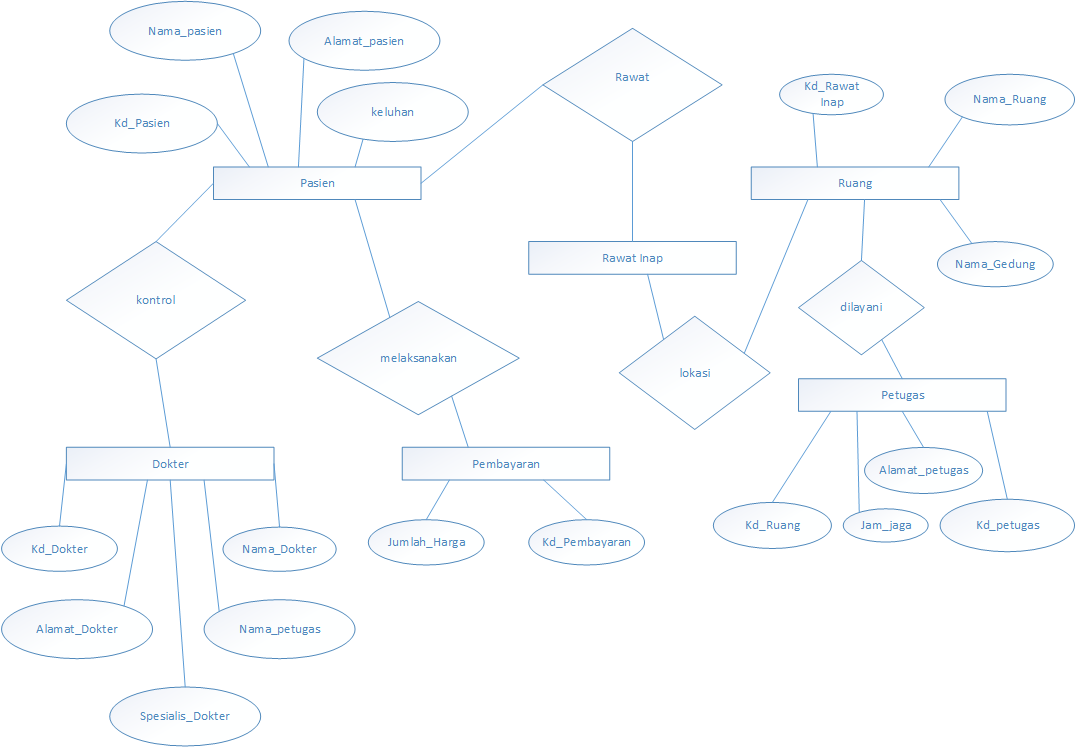 Nama_pasien
Alamat_pasien
Rawat
Kd_Rawat
Inap
Nama_Ruang
Kd_Pasien
keluhan
Pasien
Ruang
Rawat Inap
Nama_Gedung
kontrol
dilayani
melaksanakan
lokasi
Petugas
Dokter
Pembayaran
Alamat_petugas
Kd_Ruang
Jam_jaga
Kd_petugas
Kd_Dokter
Nama_Dokter
Jumlah_Harga
Kd_Pembayaran
Alamat_Dokter
Nama_petugas
Spesialis_Dokter